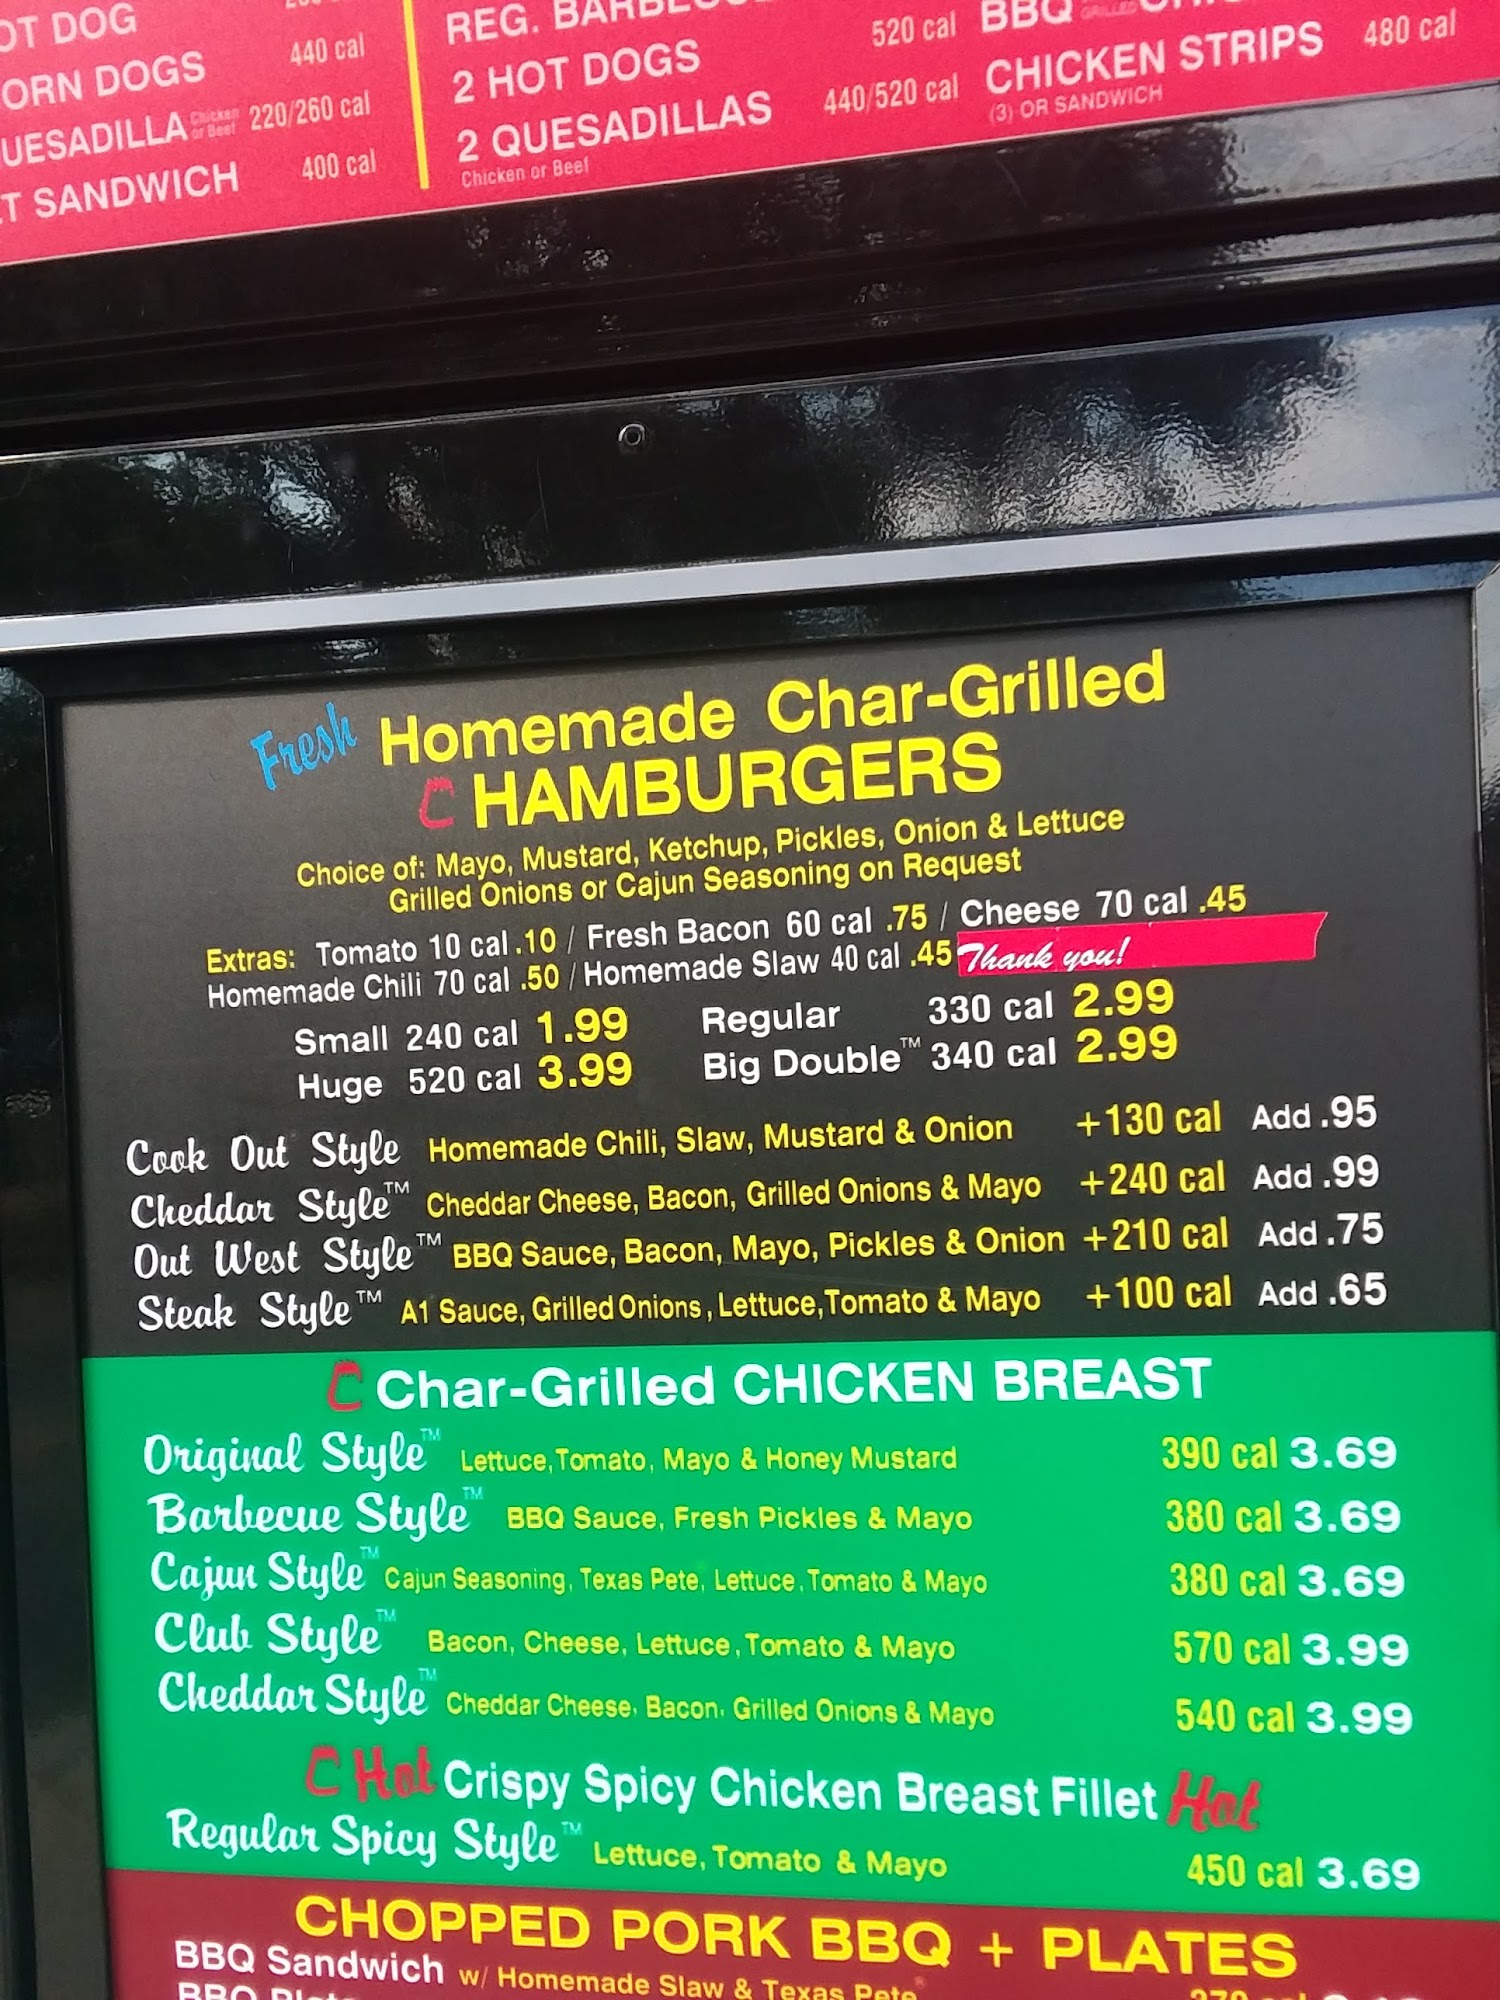 OT DOG
ORN DOGS 440 cal
UESADILLA Chicken or Beef 220/260 cal
T SANDWICH 400 cal
REG.
2 HOT DOGS 520 cal
2 QUESADILLAS 440/520 cal
Chicken or Beef
BBQ GRILLED
CHICKEN STRIPS 480 cal
(3) OR SANDWICH
Fresh Homemade Char-Grilled
C HAMBURGERS
Choice of: Mayo, Mustard, Ketchup, Pickles, Onion & Lettuce
Grilled Onions or Cajun Seasoning on Request
Extras: Tomato 10 cal .10 / Fresh Bacon 60 cal .75 / Cheese 70 cal .45
Homemade Chili 70 cal .50 / Homemade Slaw 40 cal .45 Thank you!
Small 240 cal 1.99 Regular 330 cal 2.99
Huge 520 cal 3.99 Big Double™ 340 cal 2.99
Cook Out Style Homemade Chili, Slaw, Mustard & Onion +130 cal Add .95
Cheddar Style™ Cheddar Cheese, Bacon, Grilled Onions & Mayo +240 cal Add .99
Out West Style™ BBQ Sauce, Bacon, Mayo, Pickles & Onion +210 cal Add .75
Steak Style™ A1 Sauce, Grilled Onions, Lettuce, Tomato & Mayo +100 cal Add .65
C Char-Grilled CHICKEN BREAST
Original Style™ Lettuce, Tomato, Mayo & Honey Mustard 390 cal 3.69
Barbecue Style™ BBQ Sauce, Fresh Pickles & Mayo 380 cal 3.69
Cajun Style™ Cajun Seasoning, Texas Pete, Lettuce, Tomato & Mayo 380 cal 3.69
Club Style™ Bacon, Cheese, Lettuce, Tomato & Mayo 570 cal 3.99
Cheddar Style™ Cheddar Cheese, Bacon, Grilled Onions & Mayo 540 cal 3.99
C Hot Crispy Spicy Chicken Breast Fillet Hot
Regular Spicy Style™ Lettuce, Tomato & Mayo 450 cal 3.69
CHOPPED PORK BBQ + PLATES
BBQ Sandwich w/ Homemade Slaw & Texas Pete
BBQ